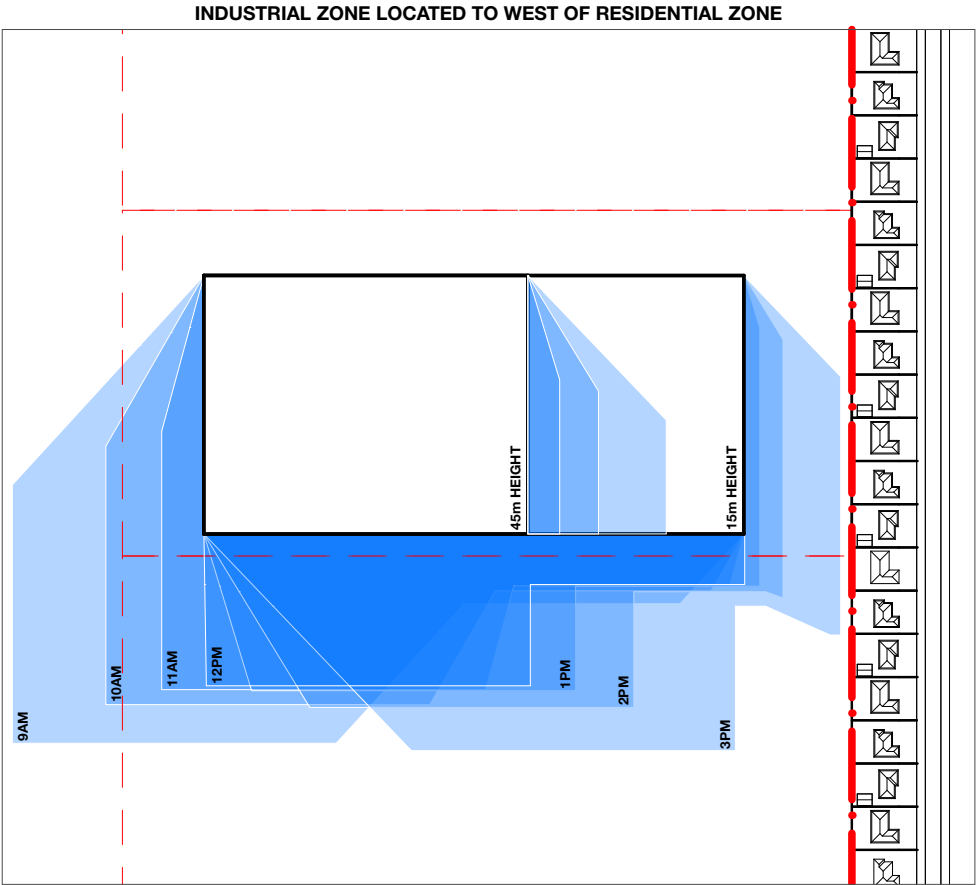 INDUSTRIAL ZONE LOCATED TO WEST OF RESIDENTIAL ZONE
45m HEIGHT
15m HEIGHT
9AM
10AM
11AM
12PM
1PM
2PM
3PM